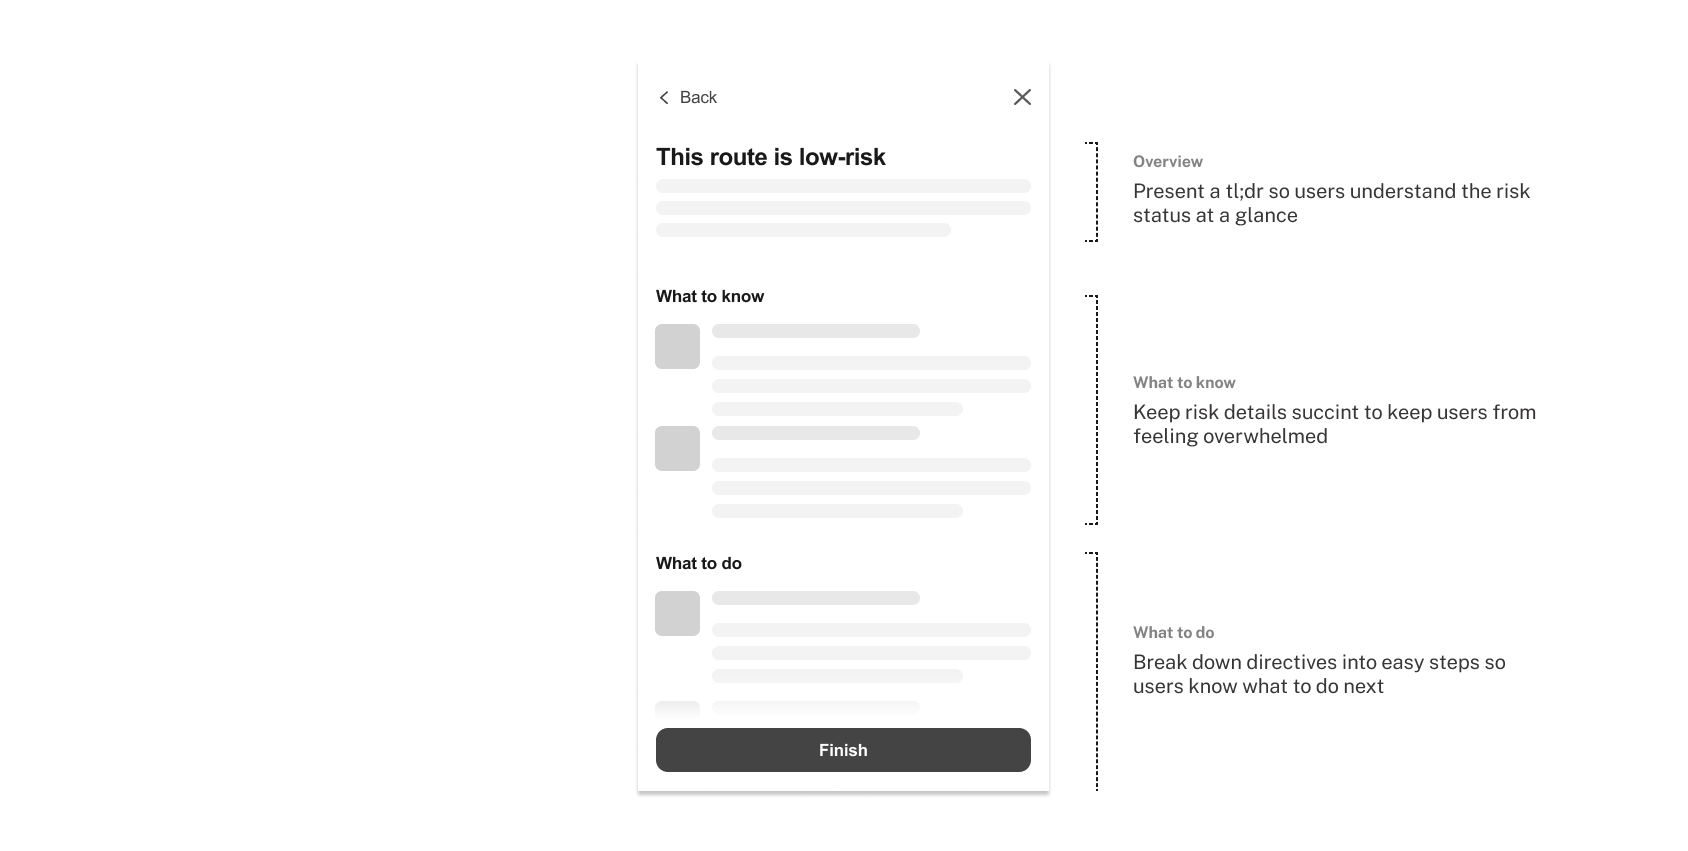 Back
This route is low-risk
What to know
What to do
Finish
Overview
Present a tl;dr so users understand the risk
status at a glance
What to know
Keep risk details succint to keep users from
feeling overwhelmed
What to do
Break down directives into easy steps so
users know what to do next